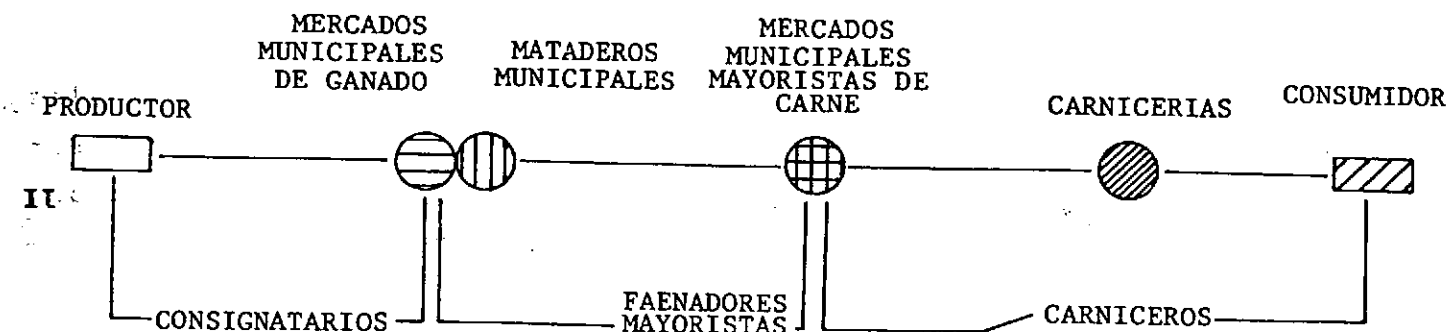 MERCADOS
MUNICIPALES
DE GANADO
MATADEROS
MUNICIPALES
MERCADOS
MUNICIPALES
MAYORISTAS DE
CARNE
PRODUCTOR
CARNICERIAS
CONSUMIDOR
II
CONSIGNATARIOS
FAENADORES
MAYORISTAS
CARNICEROS